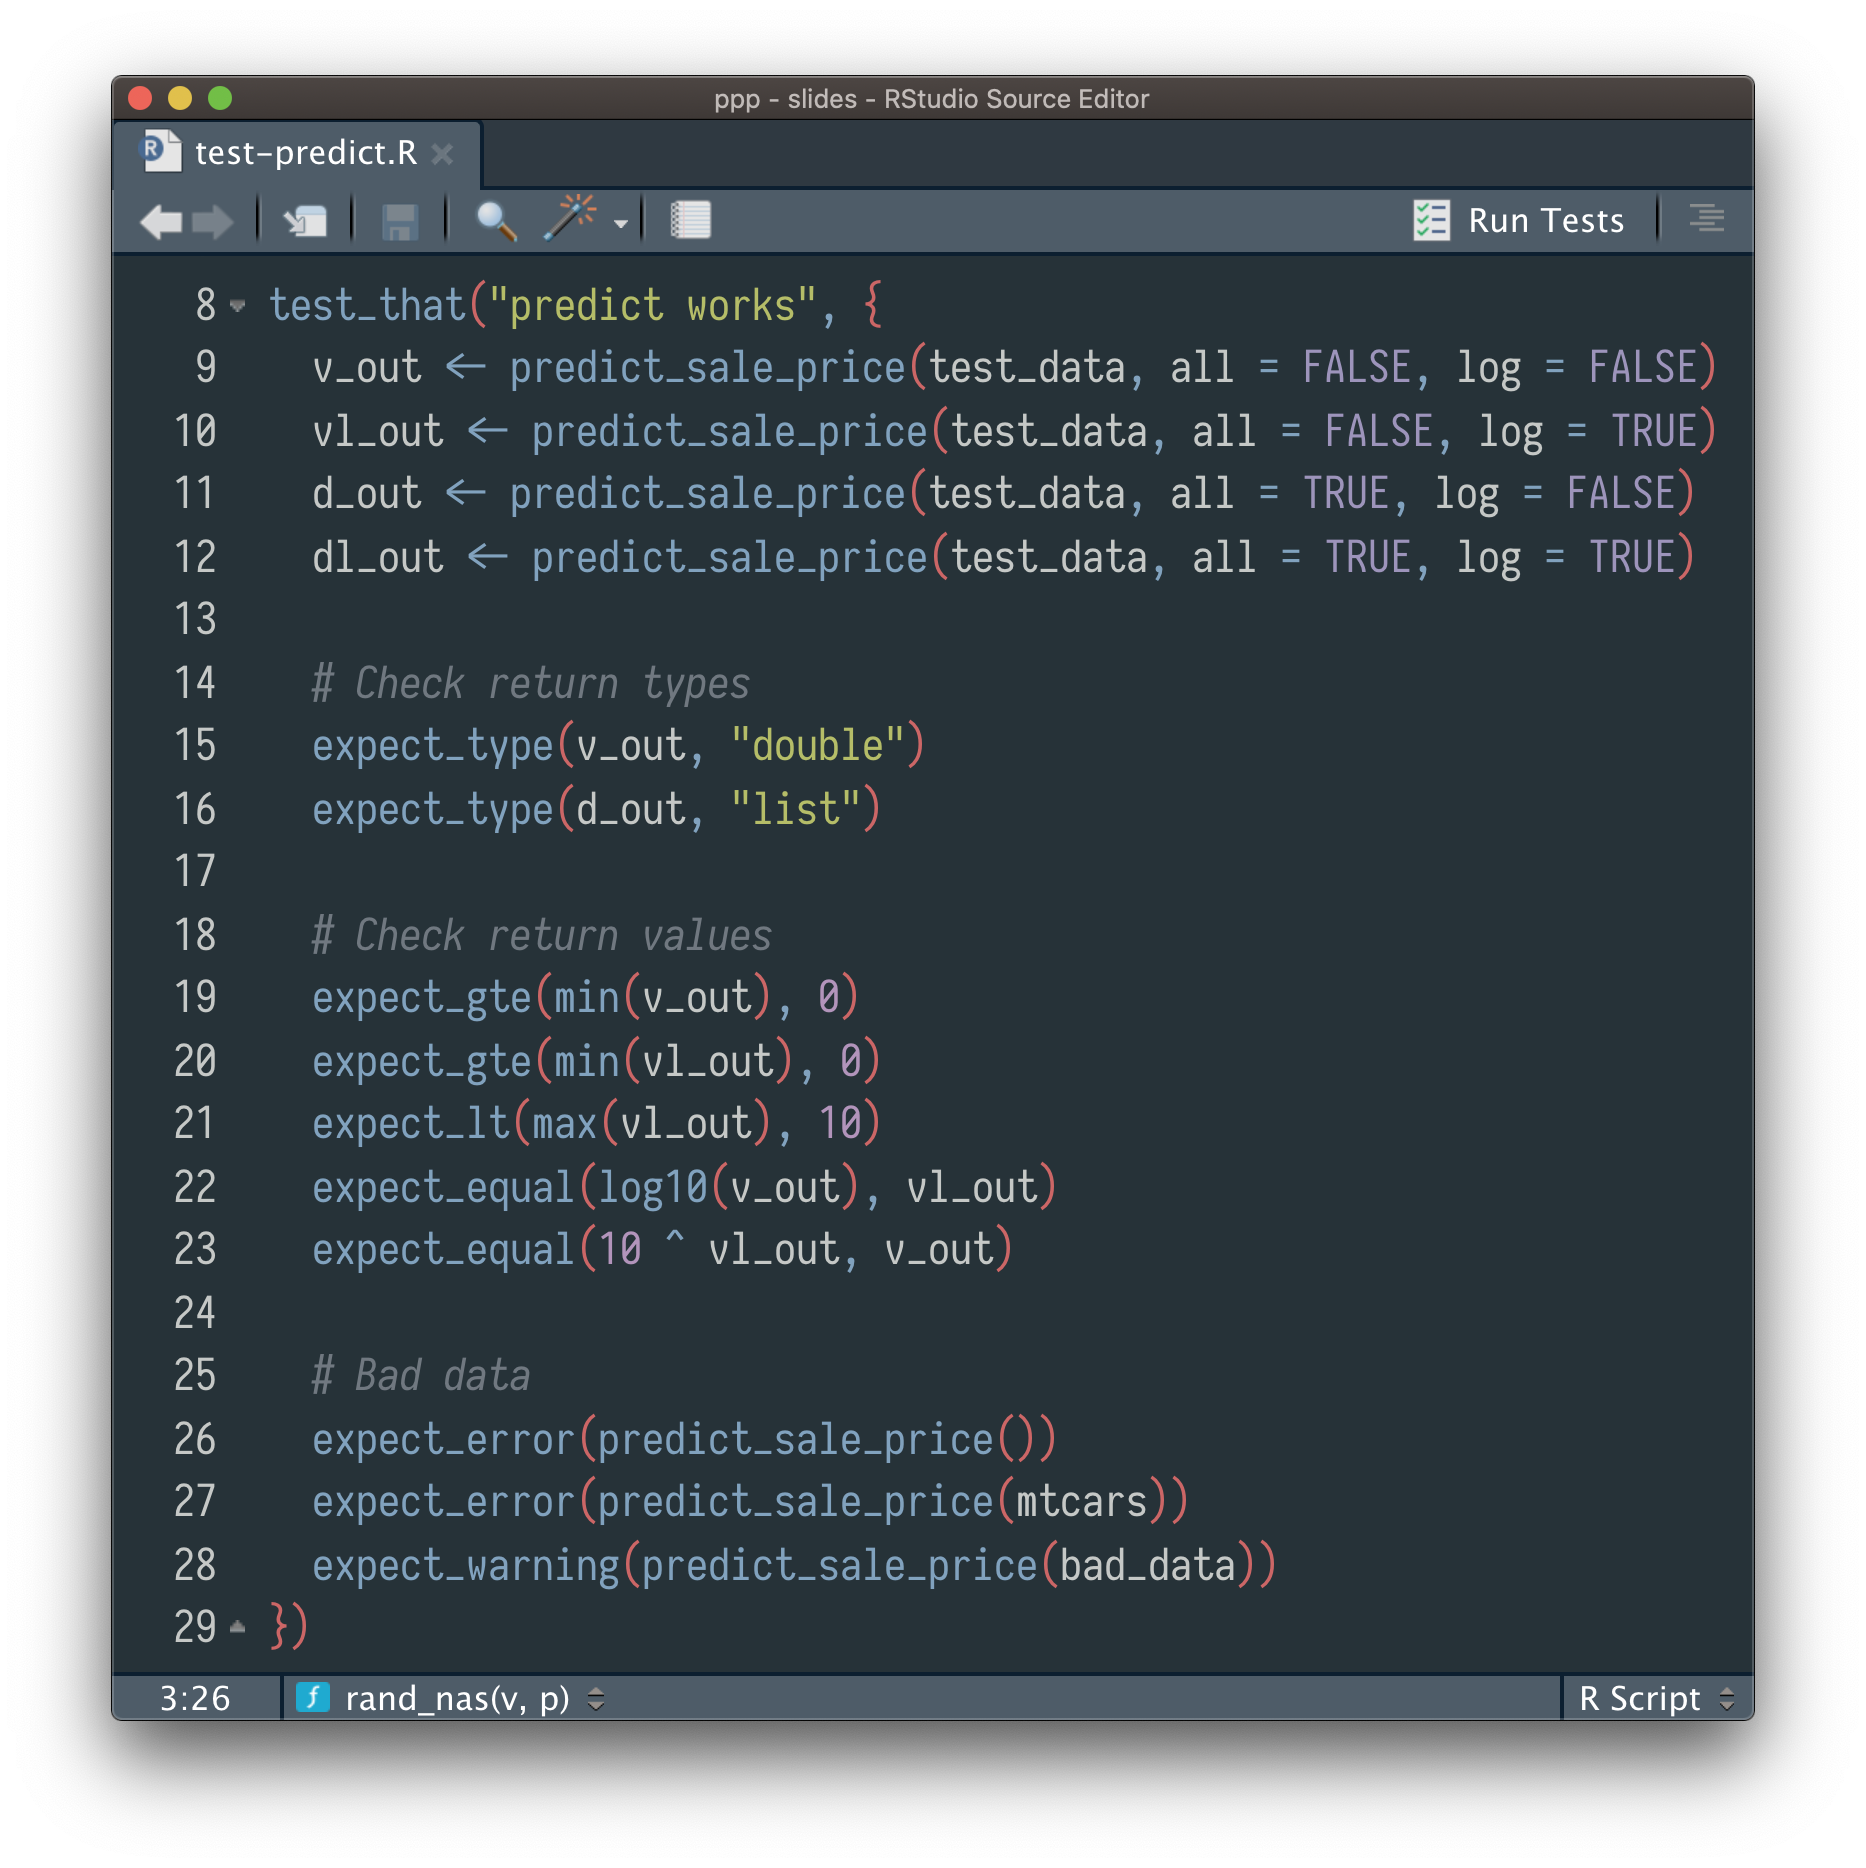 ppp - slides - RStudio Source Editor
test-predict.R
Run Tests
8 test_that("predict works", {
9 v_out <- predict_sale_price(test_data, all = FALSE, log = FALSE)
10 vl_out <- predict_sale_price(test_data, all = FALSE, log = TRUE)
11 d_out <- predict_sale_price(test_data, all = TRUE, log = FALSE)
12 dl_out <- predict_sale_price(test_data, all = TRUE, log = TRUE)
13
14 # Check return types
15 expect_type(v_out, "double")
16 expect_type(d_out, "list")
17
18 # Check return values
19 expect_gte(min(v_out), 0)
20 expect_gte(min(vl_out), 0)
21 expect_lt(max(vl_out), 10)
22 expect_equal(log10(v_out), vl_out)
23 expect_equal(10 ^ vl_out, v_out)
24
25 # Bad data
26 expect_error(predict_sale_price())
27 expect_error(predict_sale_price(mtcars))
28 expect_warning(predict_sale_price(bad_data))
29 })
3:26 rand_nas(v, p) R Script